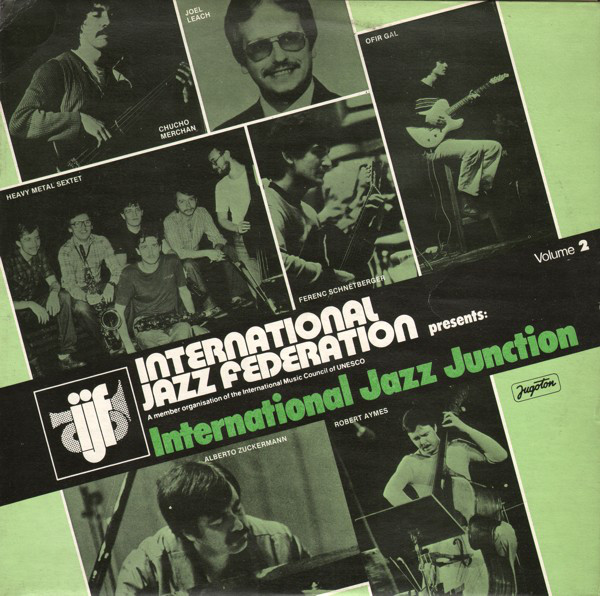 JOEL
LEACH
OFIR GAL
CHUCHO
MERCHAN
HEAVY METAL SEXTET
FERENC SCHNETBERGER
Volume 2
INTERNATIONAL
JAZZ FEDERATION presents:
A member organisation of the International Music Council of UNESCO
International Jazz Junction
ijf
Jugoton
ROBERT AYMES
ALBERTO ZUCKERMANN